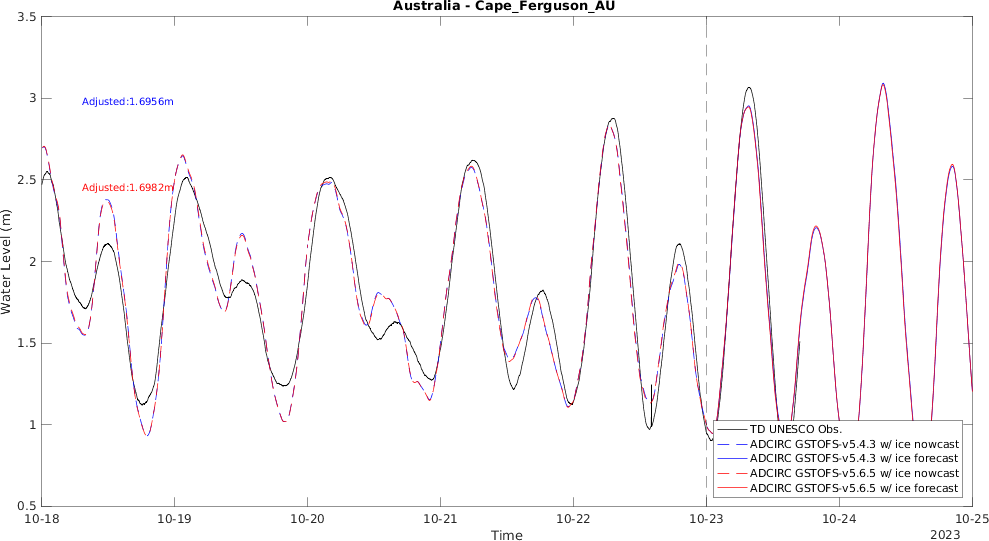 Australia - Cape_Ferguson_AU
3.5
3
2.5
2
1.5
1
0.5
Water Level (m)
Adjusted:1.6956m
Adjusted:1.6982m
TD UNESCO Obs.
ADCIRC GSTOFS-v5.4.3 w/ ice nowcast
ADCIRC GSTOFS-v5.4.3 w/ ice forecast
ADCIRC GSTOFS-v5.6.5 w/ ice nowcast
ADCIRC GSTOFS-v5.6.5 w/ ice forecast
10-18 10-19 10-20 10-21 10-22 10-23 10-24 10-25
Time
2023